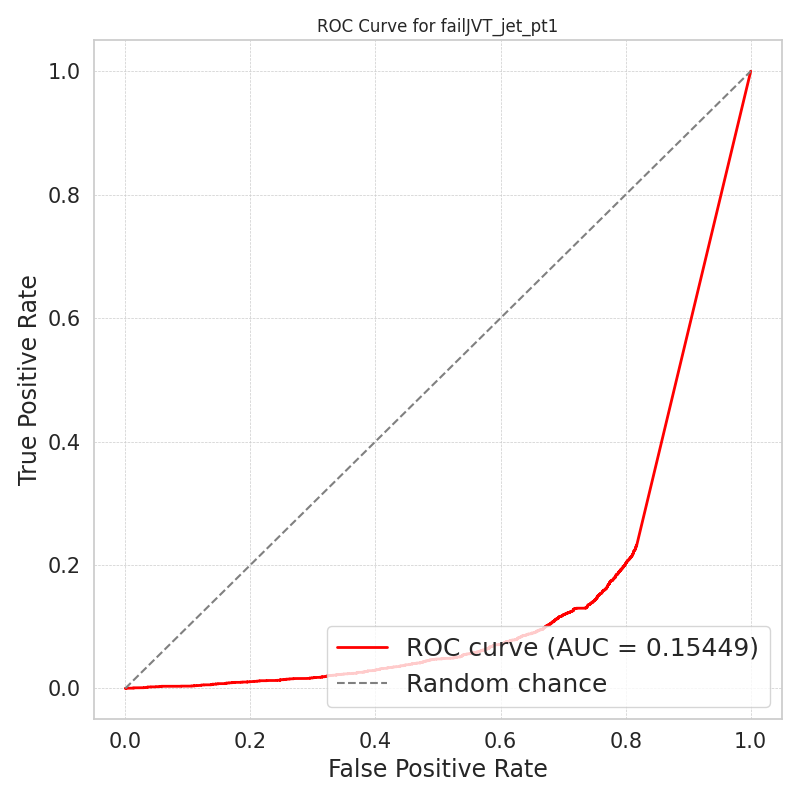 ROC Curve for failJVT_jet_pt1
1.0
0.8
0.6
0.4
0.2
0.0
True Positive Rate
ROC curve (AUC = 0.15449)
Random chance
0.0 0.2 0.4 0.6 0.8 1.0
False Positive Rate